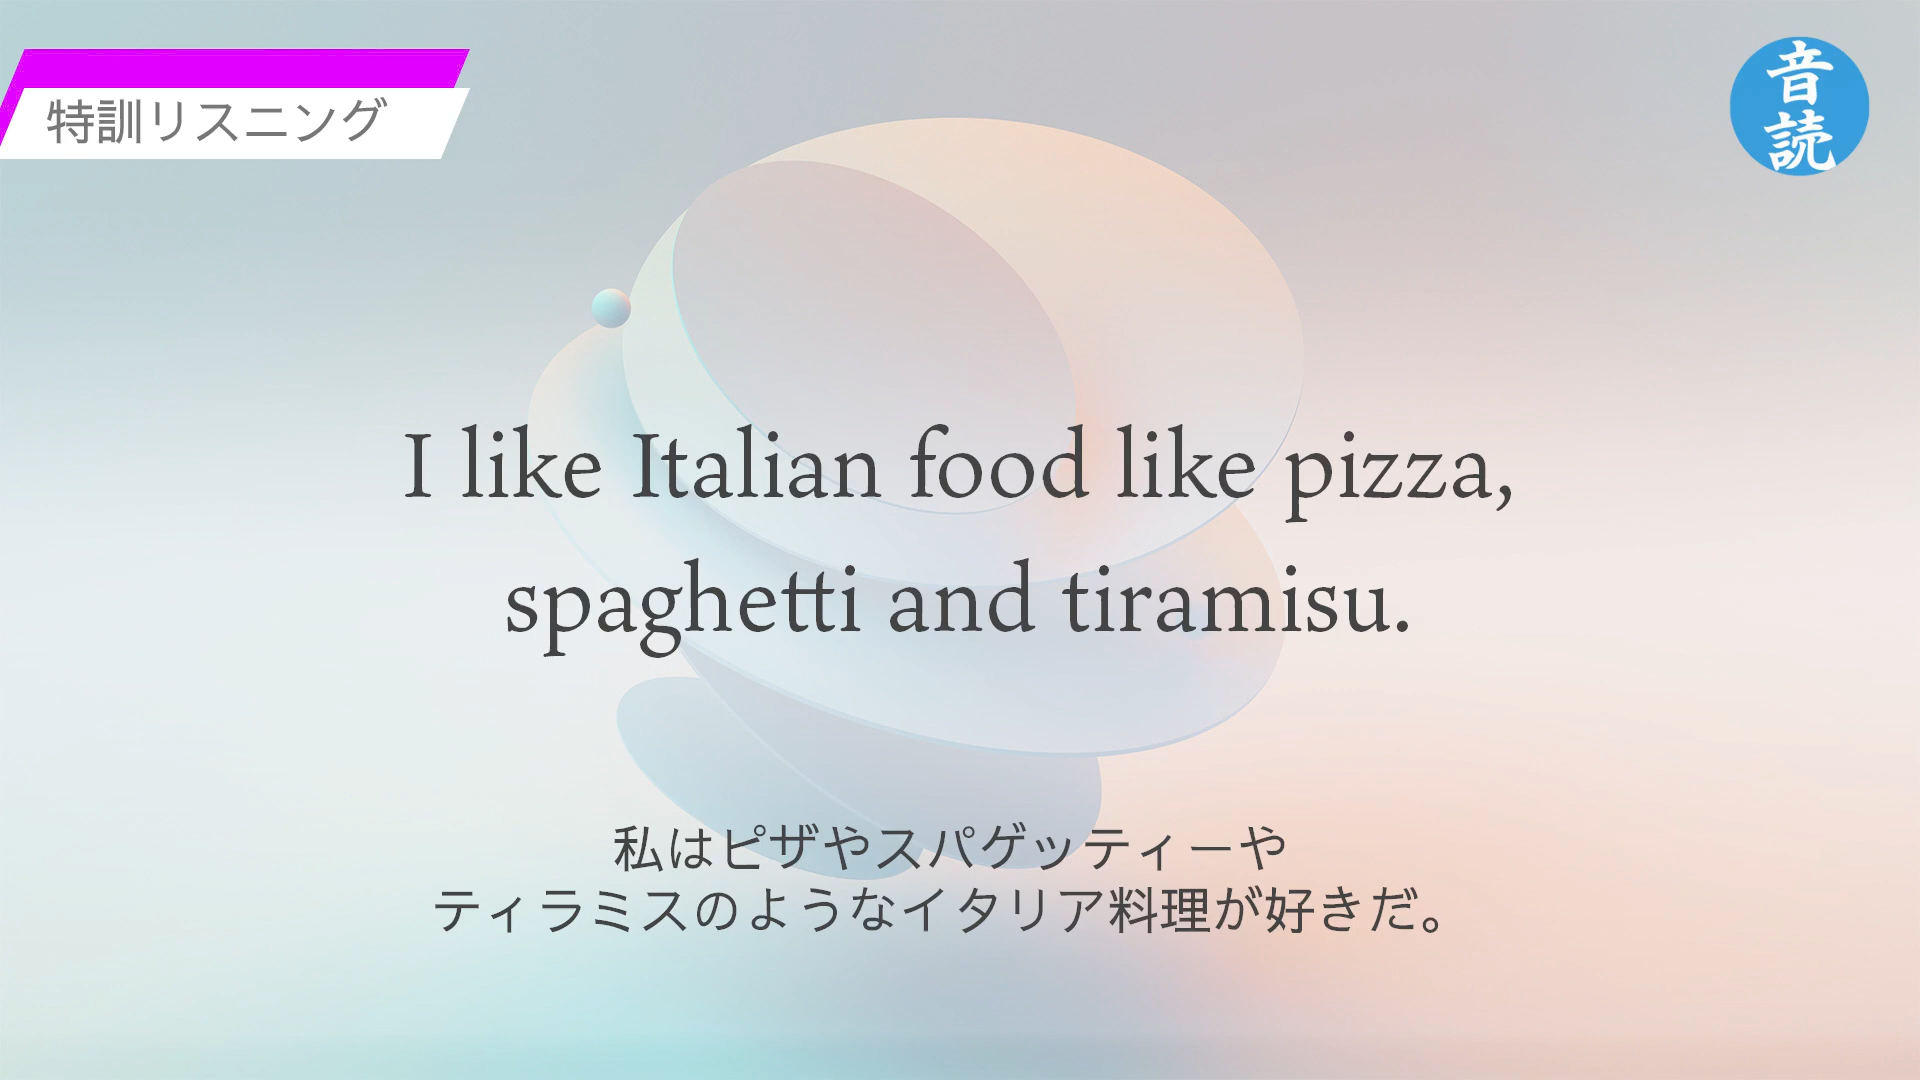 特訓リスニング
音読
I like Italian food like pizza,
spaghetti and tiramisu.
私はピザやスパゲッティーや
ティラミスのようなイタリア料理が好きだ。